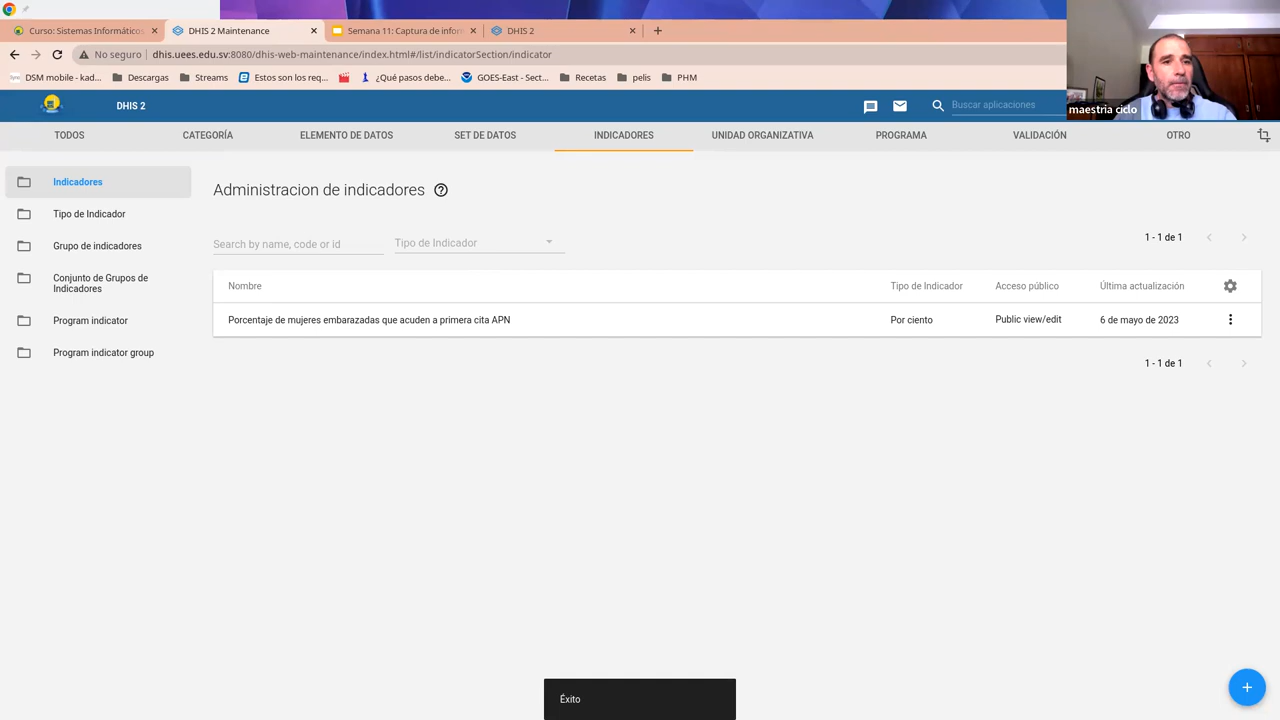 Curso: Sistemas Informáticos
DHIS 2 Maintenance
Semana 11: Captura de infor
DHIS 2
No seguro
dhis.uees.edu.sv:8080/dhis-web-maintenance/index.html#/list/indicatorSection/indicator
DSM mobile - kad...
Descargas
Streams
Estos son los req...
¿Qué pasos debe...
GOES-East - Sect...
Recetas
pelis
PHM
DHIS 2
Buscar aplicaciones
maestria ciclo
TODOS
CATEGORÍA
ELEMENTO DE DATOS
SET DE DATOS
INDICADORES
UNIDAD ORGANIZATIVA
PROGRAMA
VALIDACIÓN
OTRO
Indicadores
Tipo de Indicador
Grupo de indicadores
Conjunto de Grupos de
Indicadores
Program indicator
Program indicator group
Administracion de indicadores
Search by name, code or id
Tipo de Indicador
1 - 1 de 1
Nombre
Tipo de Indicador
Acceso público
Última actualización
Porcentaje de mujeres embarazadas que acuden a primera cita APN
Por ciento
Public view/edit
6 de mayo de 2023
1 - 1 de 1
Éxito